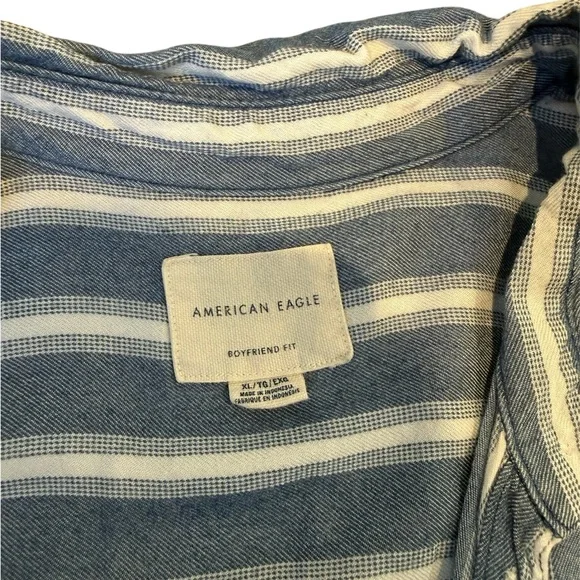 AMERICAN EAGLE
BOYFRIEND FIT
XL/TG/EXG
MADE IN INDONESIA
FABRIQUÉ EN INDONÉSIE